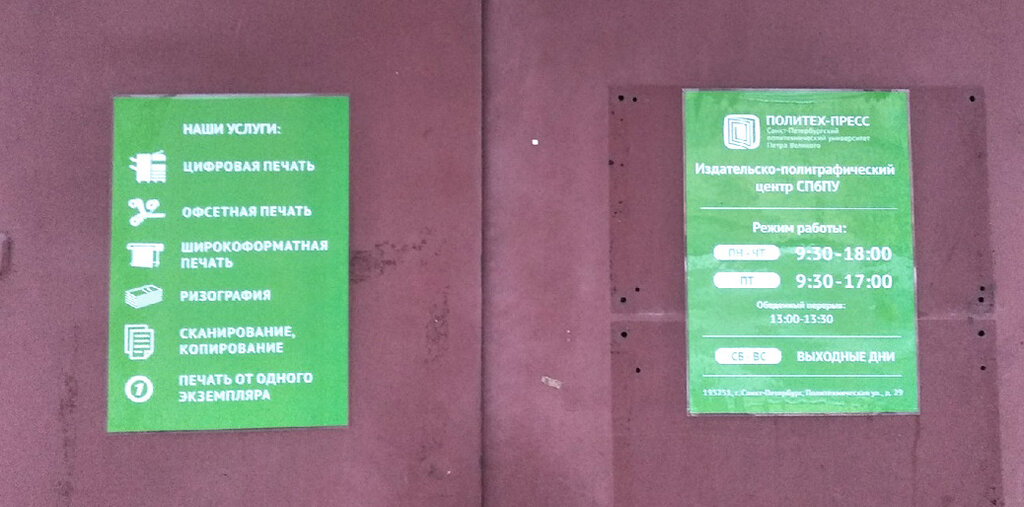 НАШИ УСЛУГИ:
ЦИФРОВАЯ ПЕЧАТЬ
ОФСЕТНАЯ ПЕЧАТЬ
ШИРОКОФОРМАТНАЯ
ПЕЧАТЬ
РИЗОГРАФИЯ
СКАНИРОВАНИЕ,
КОПИРОВАНИЕ
1
ПЕЧАТЬ ОТ ОДНОГО
ЭКЗЕМПЛЯРА
ПОЛИТЕХ-ПРЕСС
Санкт-Петербургский
политехнический университет
Петра Великого
Издательско-полиграфический
центр СПбПУ
Режим работы:
ПН - ЧТ 9:30-18:00
ПТ 9:30-17:00
Обеденный перерыв:
13:00-13:30
СБ - ВС ВЫХОДНЫЕ ДНИ
г. Санкт-Петербург, Политехническая ул., д. 29